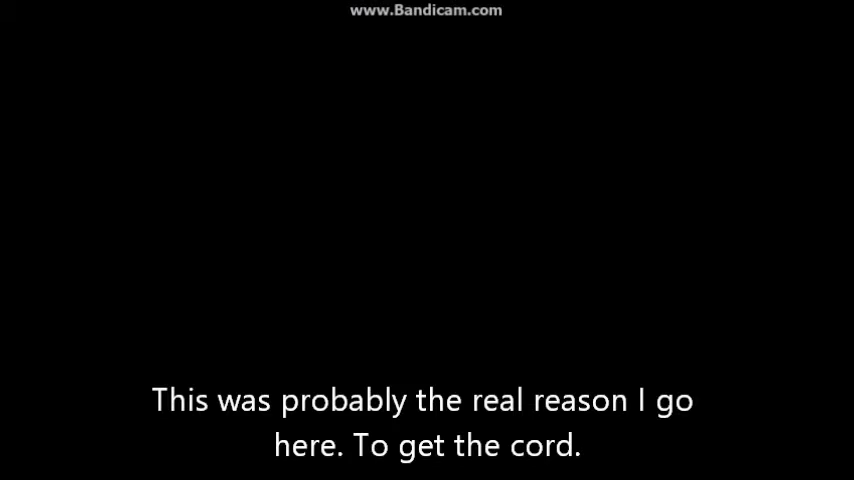 www.Bandicam.com
This was probably the real reason I go
here. To get the cord.